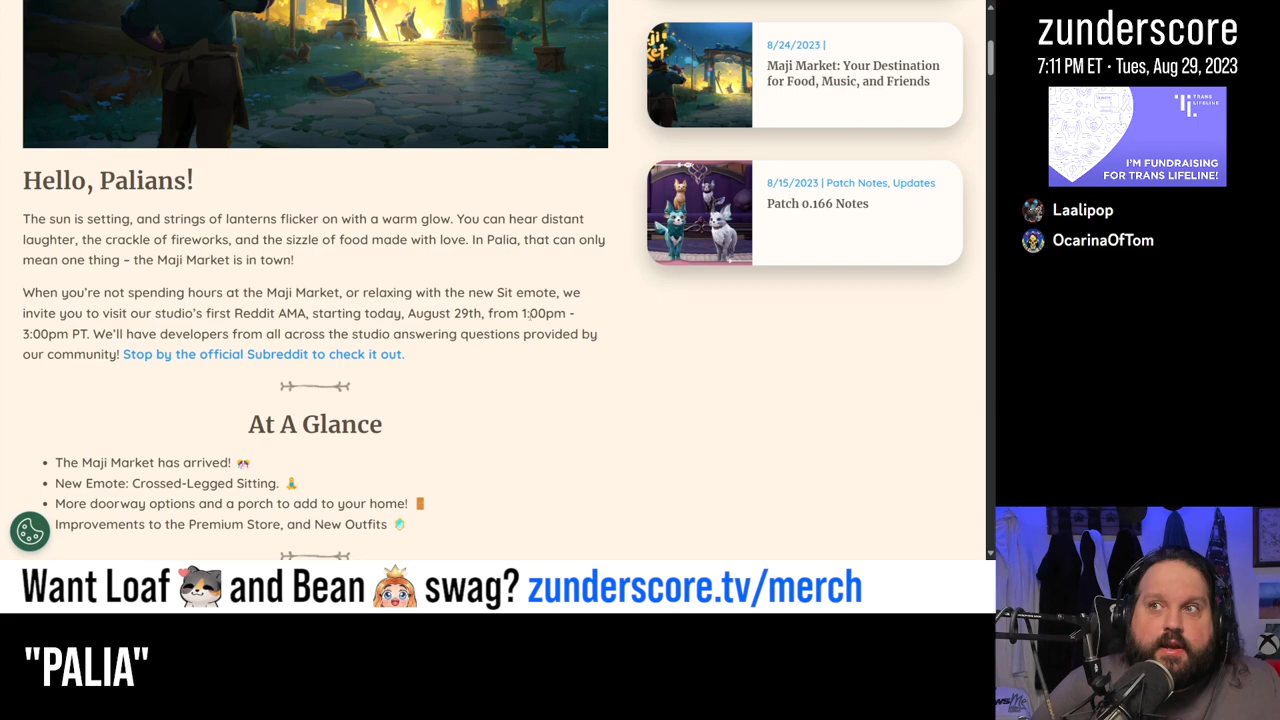 Hello, Palians!
The sun is setting, and strings of lanterns flicker on with a warm glow. You can hear distant
laughter, the crackle of fireworks, and the sizzle of food made with love. In Palia, that can only
mean one thing – the Maji Market is in town!
When you’re not spending hours at the Maji Market, or relaxing with the new Sit emote, we
invite you to visit our studio’s first Reddit AMA, starting today, August 29th, from 1:00pm -
3:00pm PT. We’ll have developers from all across the studio answering questions provided by
our community! Stop by the official Subreddit to check it out.
At A Glance
• The Maji Market has arrived!
• New Emote: Crossed-Legged Sitting.
• More doorway options and a porch to add to your home!
Improvements to the Premium Store, and New Outfits
8/24/2023 |
Maji Market: Your Destination
for Food, Music, and Friends
8/15/2023 | Patch Notes, Updates
Patch 0.166 Notes
zunderscore
7:11 PM ET · Tues, Aug 29, 2023
TRANS
LIFELINE
I'M FUNDRAISING
FOR TRANS LIFELINE!
Laalipop
OcarinaOfTom
Want Loaf and Bean swag? zunderscore.tv/merch
"PALIA"